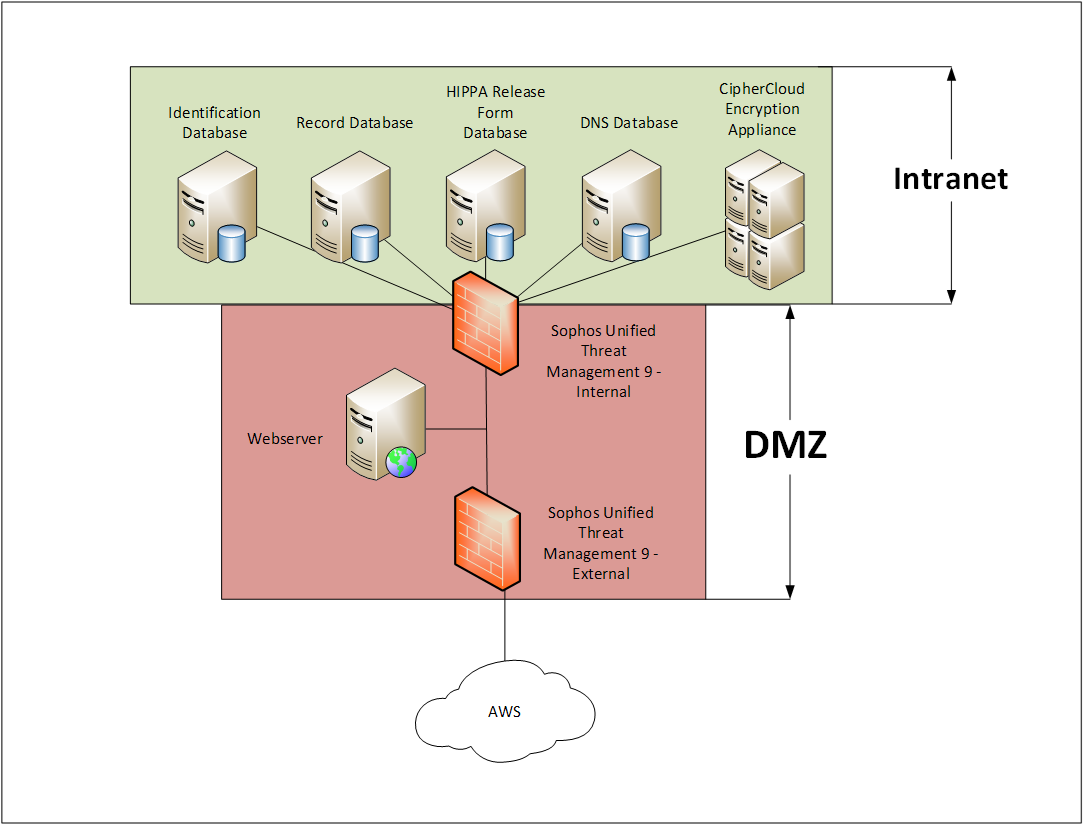 Identification
Database
Record Database
HIPPA Release
Form
Database
DNS Database
CipherCloud
Encryption
Appliance
Intranet
Sophos Unified
Threat
Management 9 -
Internal
Webserver
DMZ
Sophos Unified
Threat
Management 9 -
External
AWS